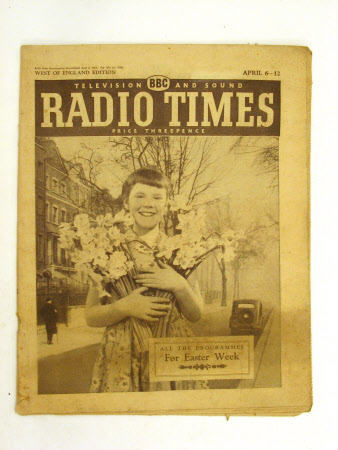 WEST OF ENGLAND EDITION APRIL 6–12
TELEVISION BBC AND SOUND
RADIO TIMES
PRICE THREEPENCE
ALL THE PROGRAMMES
For Easter Week